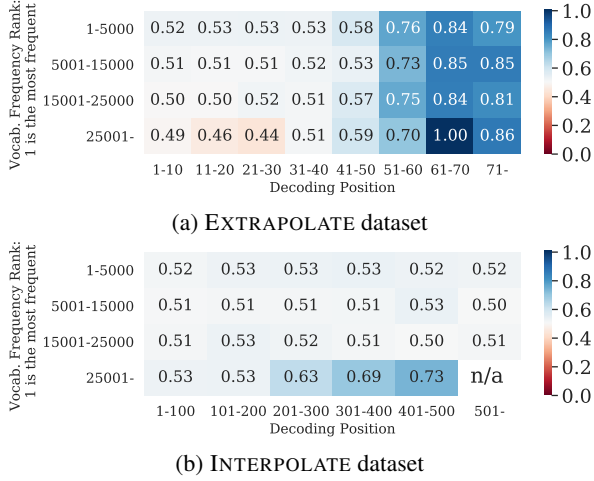 Vocab. Frequency Rank:
1 is the most frequent
1-5000 0.52 0.53 0.53 0.53 0.58 0.76 0.84 0.79
5001-15000 0.51 0.51 0.51 0.52 0.53 0.73 0.85 0.85
15001-25000 0.50 0.50 0.52 0.51 0.57 0.75 0.84 0.81
25001- 0.49 0.46 0.44 0.51 0.59 0.70 1.00 0.86
1-10 11-20 21-30 31-40 41-50 51-60 61-70 71-
Decoding Position
1.0
0.8
0.6
0.4
0.2
0.0
(a) EXTRAPOLATE dataset
Vocab. Frequency Rank:
1 is the most frequent
1-5000 0.52 0.53 0.53 0.53 0.52 0.52
5001-15000 0.51 0.51 0.51 0.51 0.53 0.50
15001-25000 0.51 0.53 0.52 0.51 0.50 0.51
25001- 0.53 0.53 0.63 0.69 0.73 n/a
1-100 101-200 201-300 301-400 401-500 501-
Decoding Position
1.0
0.8
0.6
0.4
0.2
0.0
(b) INTERPOLATE dataset